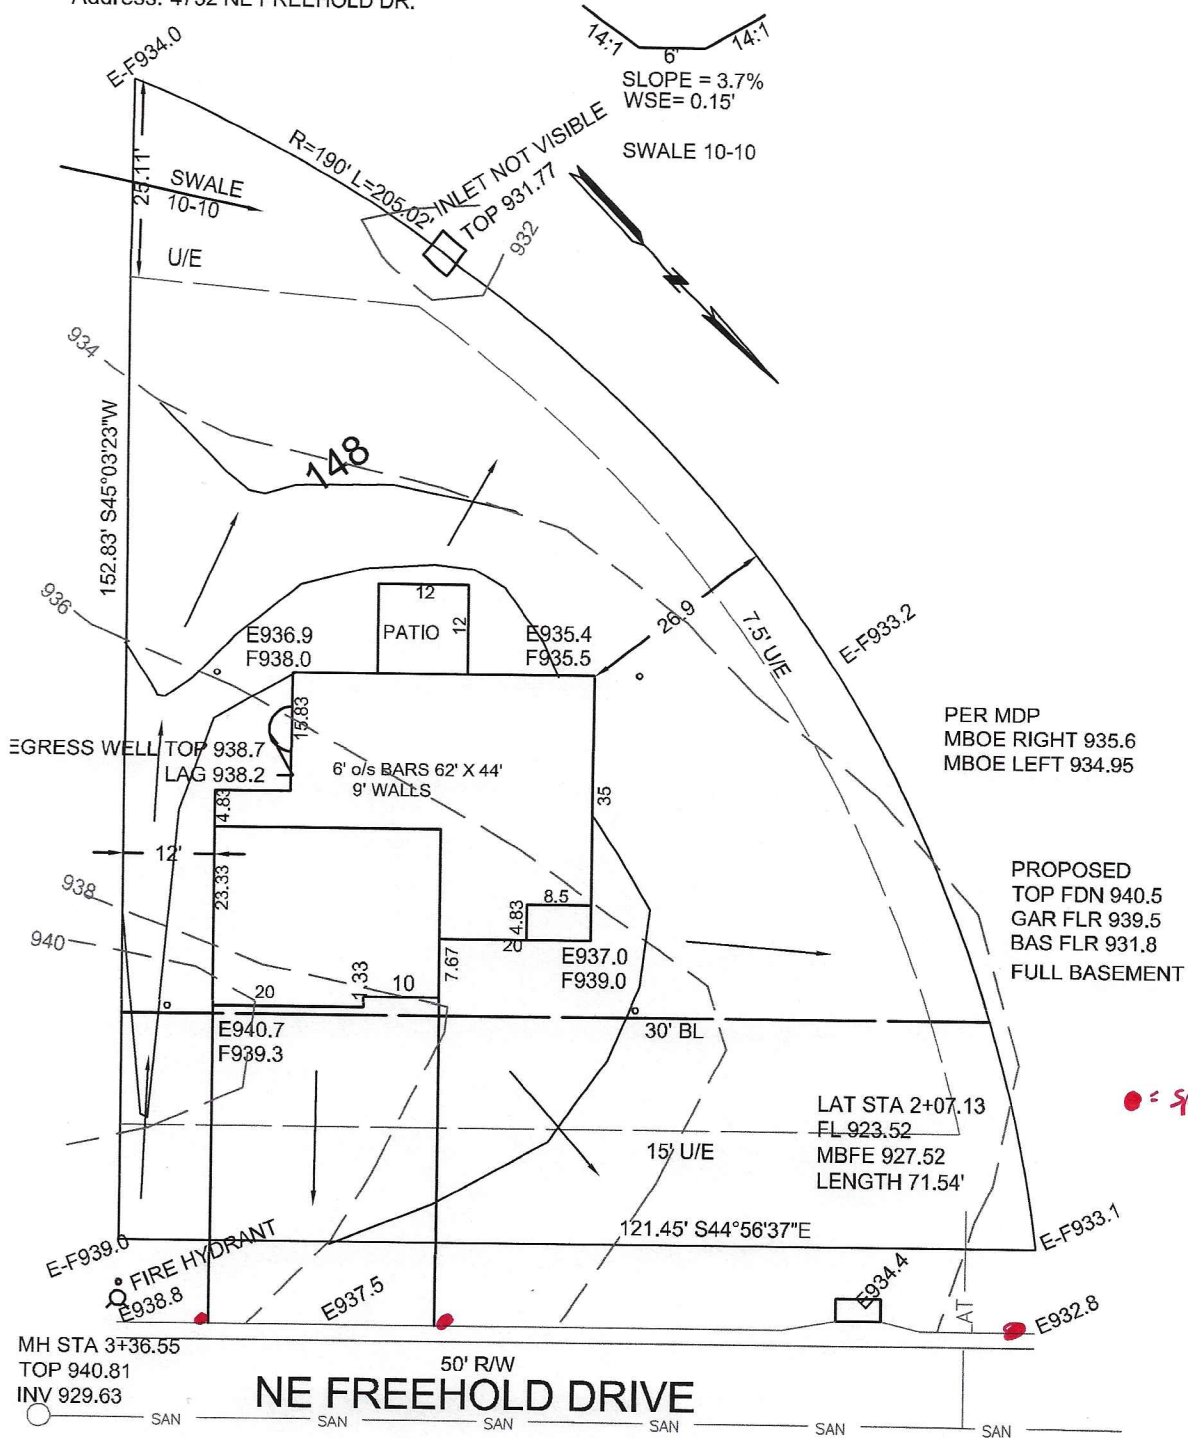 Address: 4732 NE FREEHOLD DR.
E-F934.0
14:1
6'
14:1
SLOPE = 3.7%
WSE= 0.15'
SWALE 10-10
R=190' L=205.02'
INLET NOT VISIBLE
TOP 931.77
932
25.11'
SWALE
10-10
U/E
934
148
152.83' S45°03'23"W
936
E936.9
F938.0
12
PATIO
12
E935.4
F935.5
26.9
7.5' U/E
E-F933.2
15.83
EGRESS WELL TOP 938.7
LAG 938.2
6' o/s BARS 62' X 44'
9' WALLS
35
PER MDP
MBOE RIGHT 935.6
MBOE LEFT 934.95
4.83
12'
23.33
938
940
8.5
4.83
20
7.67
E937.0
F939.0
PROPOSED
TOP FDN 940.5
GAR FLR 939.5
BAS FLR 931.8
FULL BASEMENT
20
1.33
10
E940.7
F939.3
30' BL
LAT STA 2+07.13
FL 923.52
MBFE 927.52
LENGTH 71.54'
15' U/E
121.45' S44°56'37"E
E-F939.0
FIRE HYDRANT
E938.8
E937.5
E934.4
LAT
E-F933.1
E932.8
MH STA 3+36.55
TOP 940.81
INV 929.63
50' R/W
NE FREEHOLD DRIVE
SAN
SAN
SAN
SAN
SAN
SAN